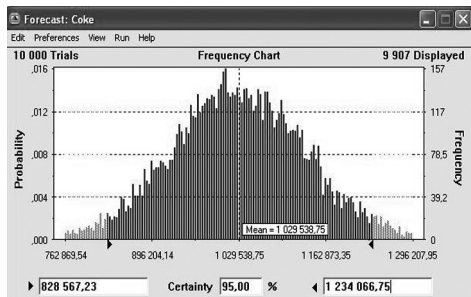 Forecast: Coke
Edit Preferences View Run Help
10 000 Trials Frequency Chart 9 907 Displayed
,016 157
,012 117
,008 78,5
,004 39,2
,000 0
Probability
Frequency
Mean = 1 029 538,75
762 869,54 896 204,14 1 029 538,75 1 162 873,35 1 296 207,95
828 567,23 Certainty 95,00 % 1 234 066,75